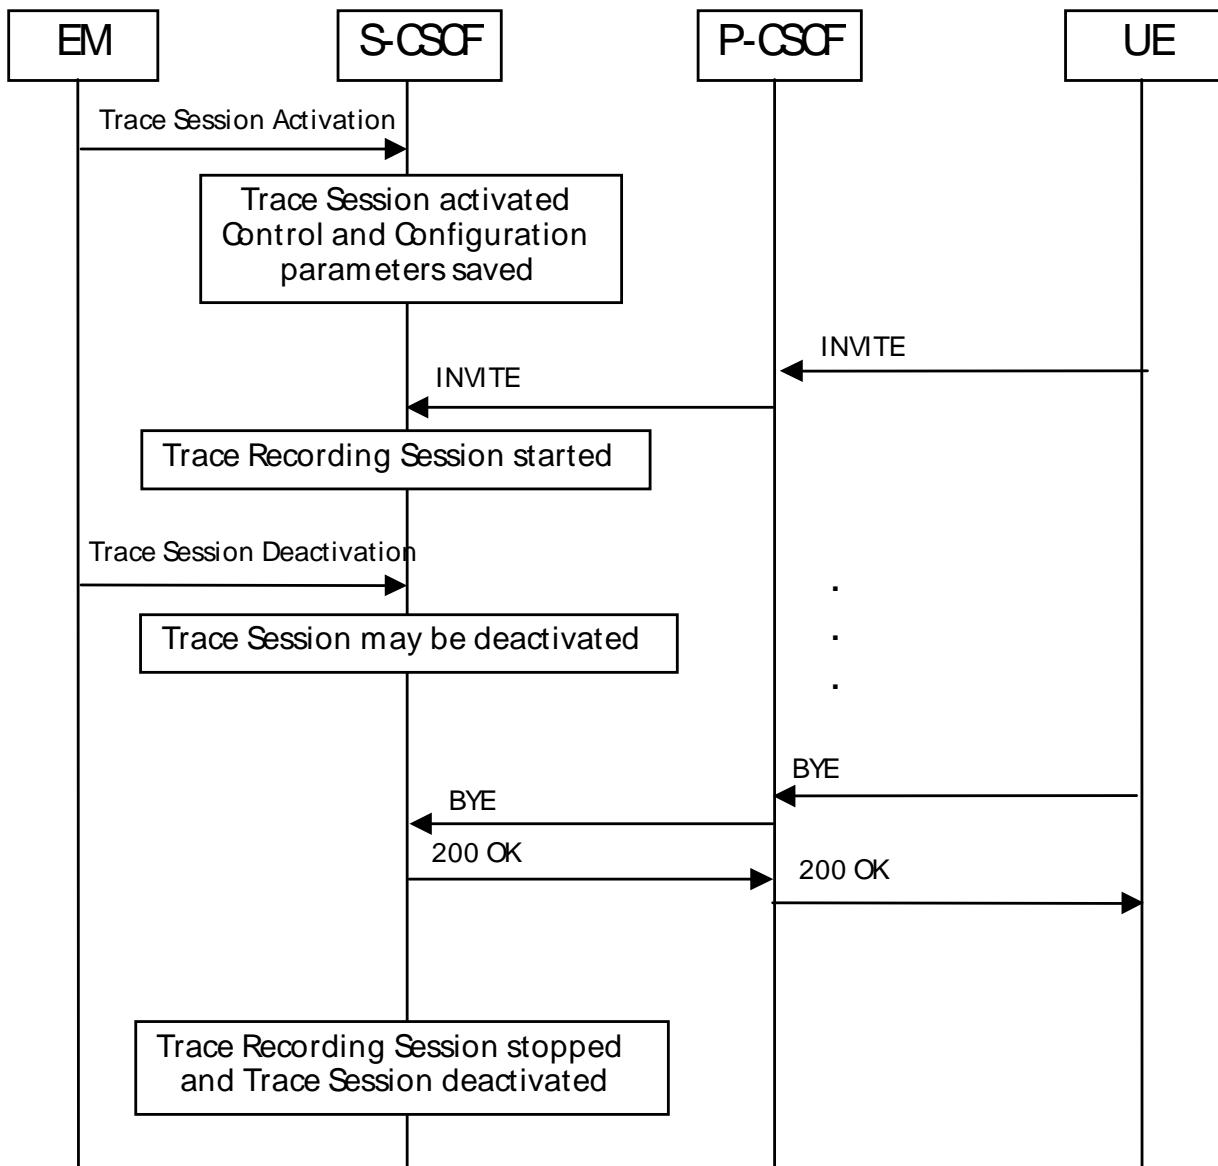 EM
S-CSCF
P-CSCF
UE
Trace Session Activation
Trace Session activated
Control and Configuration
parameters saved
INVITE
INVITE
Trace Recording Session started
Trace Session Deactivation
.
Trace Session may be deactivated
.
.
BYE
BYE
200 OK
200 OK
Trace Recording Session stopped
and Trace Session deactivated